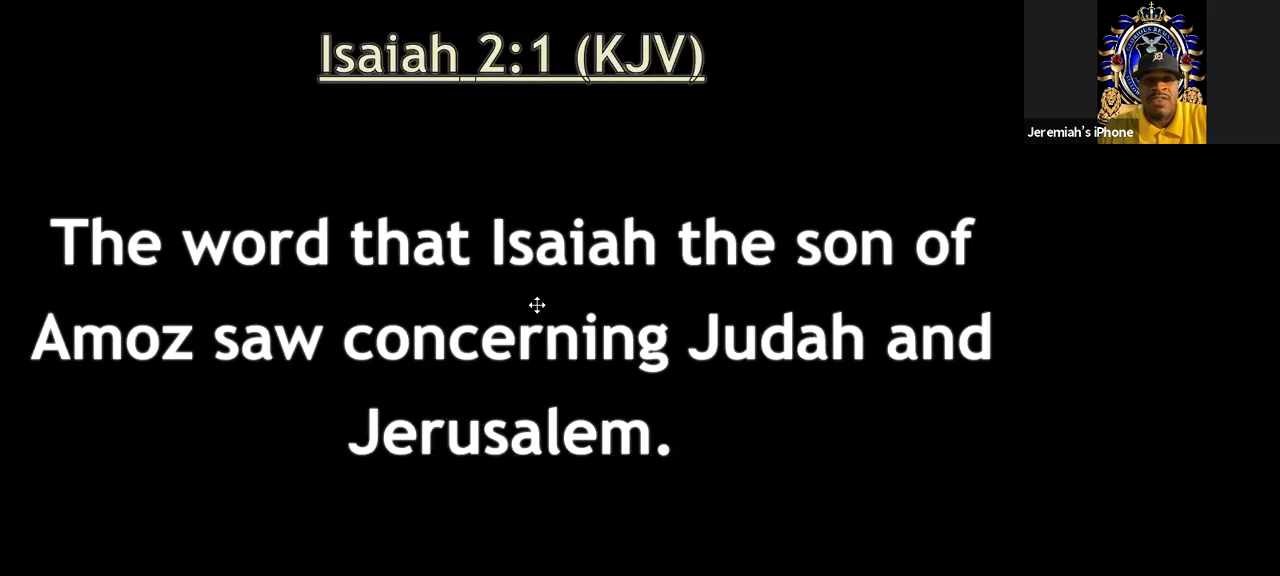 Isaiah 2:1 (KJV)
The word that Isaiah the son of
Amoz saw concerning Judah and
Jerusalem.
Jeremiah's iPhone